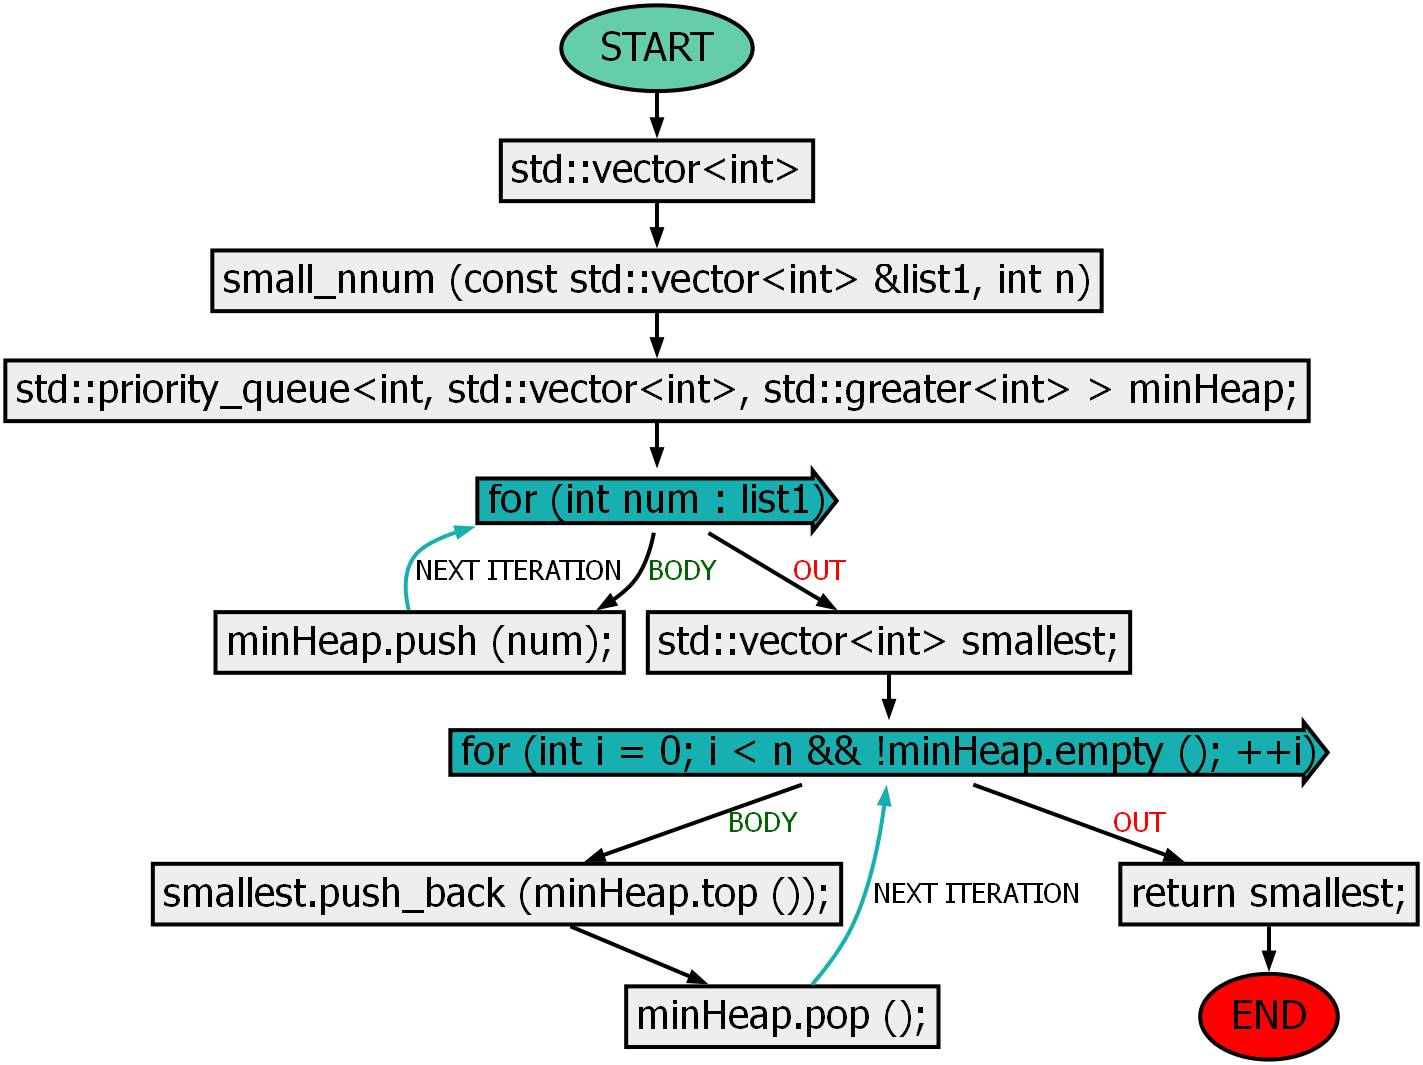 START
std::vector<int>
small_nnum (const std::vector<int> &list1, int n)
std::priority_queue<int, std::vector<int>, std::greater<int> > minHeap;
for (int num : list1)
NEXT ITERATION
BODY
OUT
minHeap.push (num);
std::vector<int> smallest;
for (int i = 0; i < n && !minHeap.empty (); ++i)
BODY
OUT
smallest.push_back (minHeap.top ());
NEXT ITERATION
return smallest;
minHeap.pop ();
END